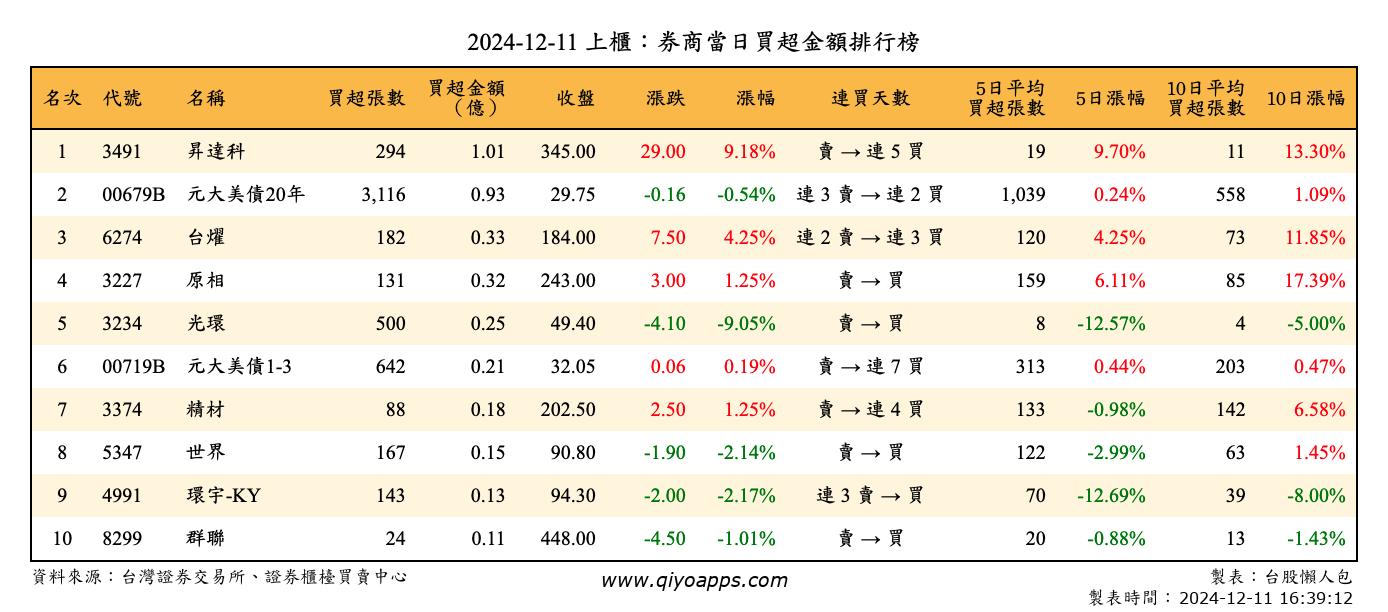 2024-12-11 上櫃：券商當日買超金額排行榜
名次 代號 名稱 買超張數 買超金額（億） 收盤 漲跌 漲幅 連買天數 5日平均買超張數 5日漲幅 10日平均買超張數 10日漲幅
1 3491 昇達科 294 1.01 345.00 29.00 9.18% 賣 → 連 5 買 19 9.70% 11 13.30%
2 00679B 元大美債20年 3,116 0.93 29.75 -0.16 -0.54% 連 3 賣 → 連 2 買 1,039 0.24% 558 1.09%
3 6274 台燿 182 0.33 184.00 7.50 4.25% 連 2 賣 → 連 3 買 120 4.25% 73 11.85%
4 3227 原相 131 0.32 243.00 3.00 1.25% 賣 → 買 159 6.11% 85 17.39%
5 3234 光環 500 0.25 49.40 -4.10 -9.05% 賣 → 買 8 -12.57% 4 -5.00%
6 00719B 元大美債1-3 642 0.21 32.05 0.06 0.19% 賣 → 連 7 買 313 0.44% 203 0.47%
7 3374 精材 88 0.18 202.50 2.50 1.25% 賣 → 連 4 買 133 -0.98% 142 6.58%
8 5347 世界 167 0.15 90.80 -1.90 -2.14% 賣 → 買 122 -2.99% 63 1.45%
9 4991 環宇-KY 143 0.13 94.30 -2.00 -2.17% 連 3 賣 → 買 70 -12.69% 39 -8.00%
10 8299 群聯 24 0.11 448.00 -4.50 -1.01% 賣 → 買 20 -0.88% 13 -1.43%
資料來源：台灣證券交易所、證券櫃檯買賣中心 www.qiyoapps.com 製表：台股懶人包
製表時間：2024-12-11 16:39:12